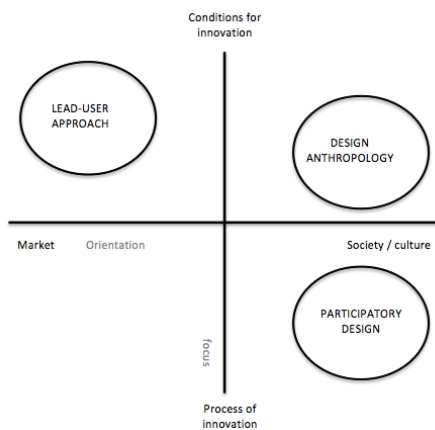 Conditions for
innovation
LEAD-USER
APPROACH
DESIGN
ANTHROPOLOGY
Market
Orientation
Society / culture
PARTICIPATORY
DESIGN
focus
Process of
innovation